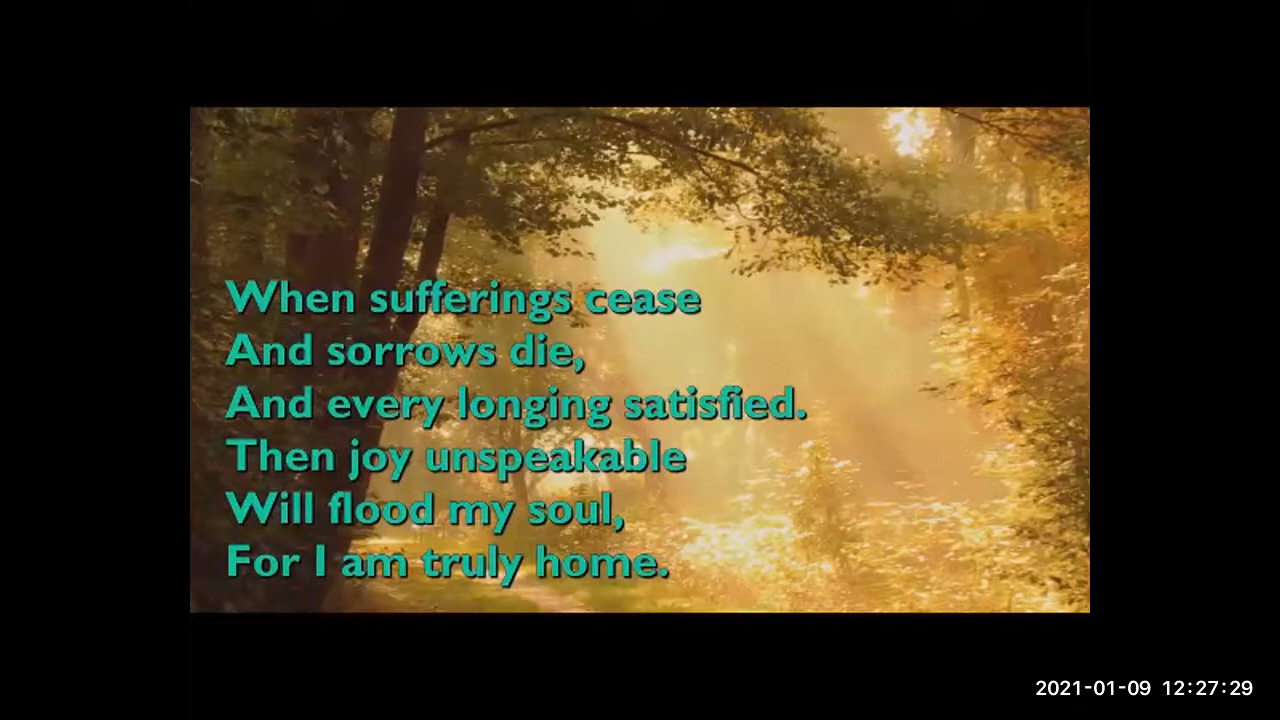 When sufferings cease
And sorrows die,
And every longing satisfied.
Then joy unspeakable
Will flood my soul,
For I am truly home.
2021-01-09 12:27:29